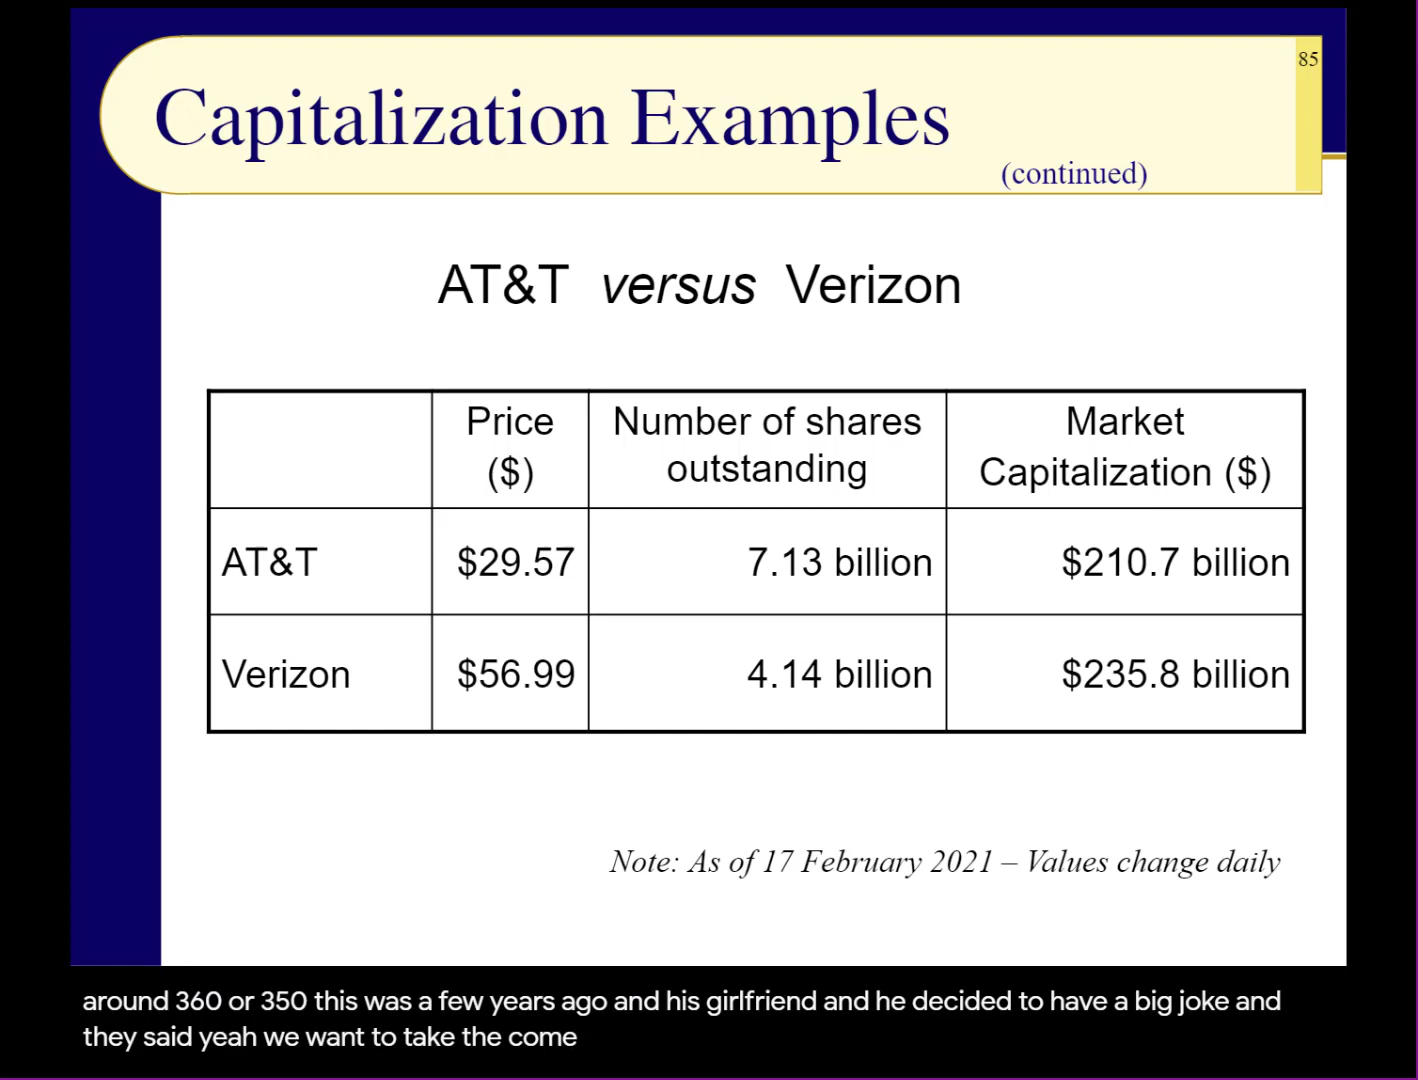 85
Capitalization Examples
(continued)
AT&T versus Verizon
Price ($) Number of shares outstanding Market Capitalization ($)
AT&T $29.57 7.13 billion $210.7 billion
Verizon $56.99 4.14 billion $235.8 billion
Note: As of 17 February 2021 – Values change daily
around 360 or 350 this was a few years ago and his girlfriend and he decided to have a big joke and
they said yeah we want to take the come